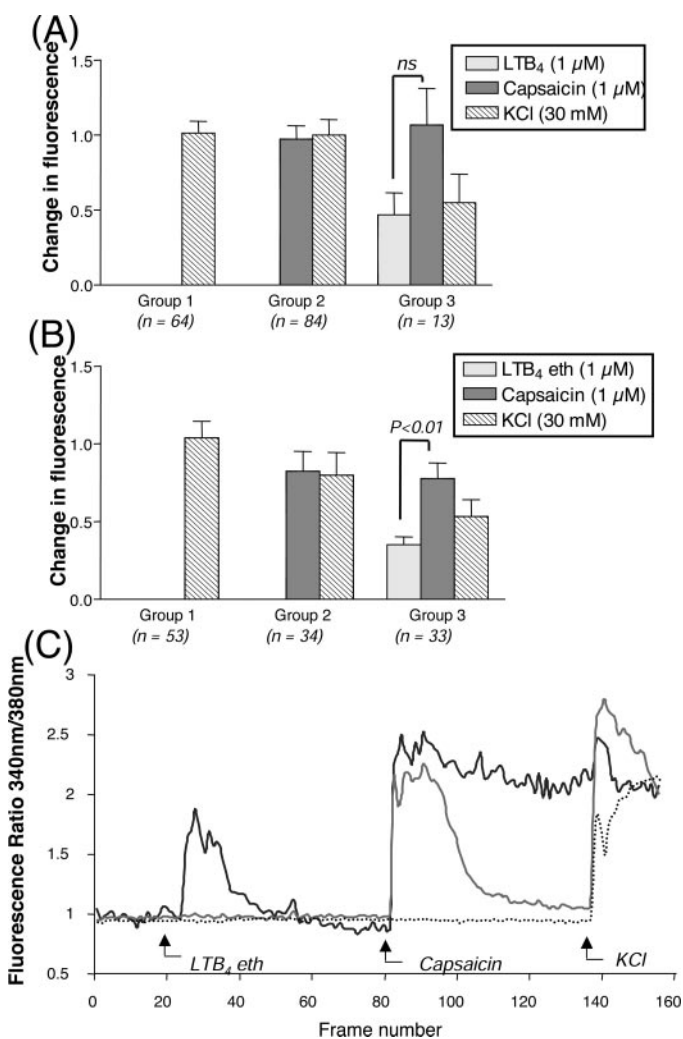 (A)
Change in fluorescence
1.5
1.0
0.5
0.0
ns
LTB4 (1 µM)
Capsaicin (1 µM)
KCl (30 mM)
Group 1
(n = 64)
Group 2
(n = 84)
Group 3
(n = 13)
(B)
Change in fluorescence
1.5
1.0
0.5
0.0
P<0.01
LTB4 eth (1 µM)
Capsaicin (1 µM)
KCl (30 mM)
Group 1
(n = 53)
Group 2
(n = 34)
Group 3
(n = 33)
(C)
Fluorescence Ratio 340nm/380nm
3
2.5
2
1.5
1
0.5
LTB4 eth
Capsaicin
KCl
0 20 40 60 80 100 120 140 160
Frame number